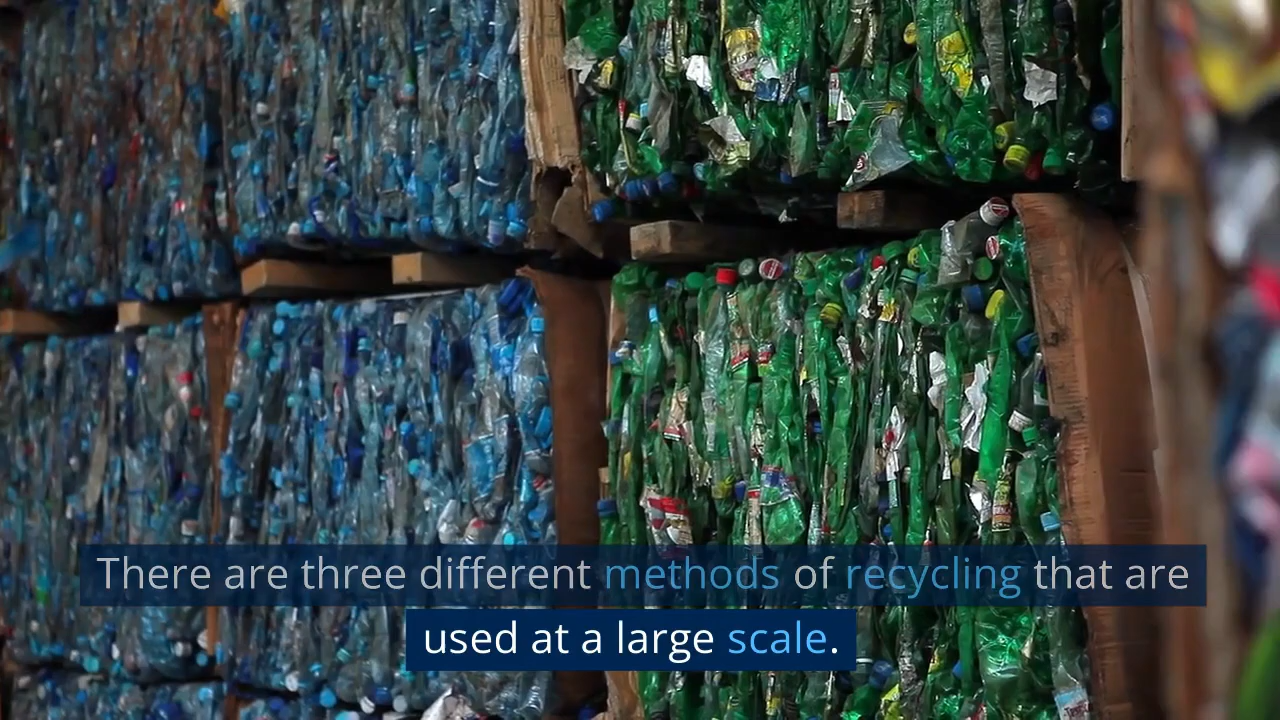 There are three different methods of recycling that are
used at a large scale.